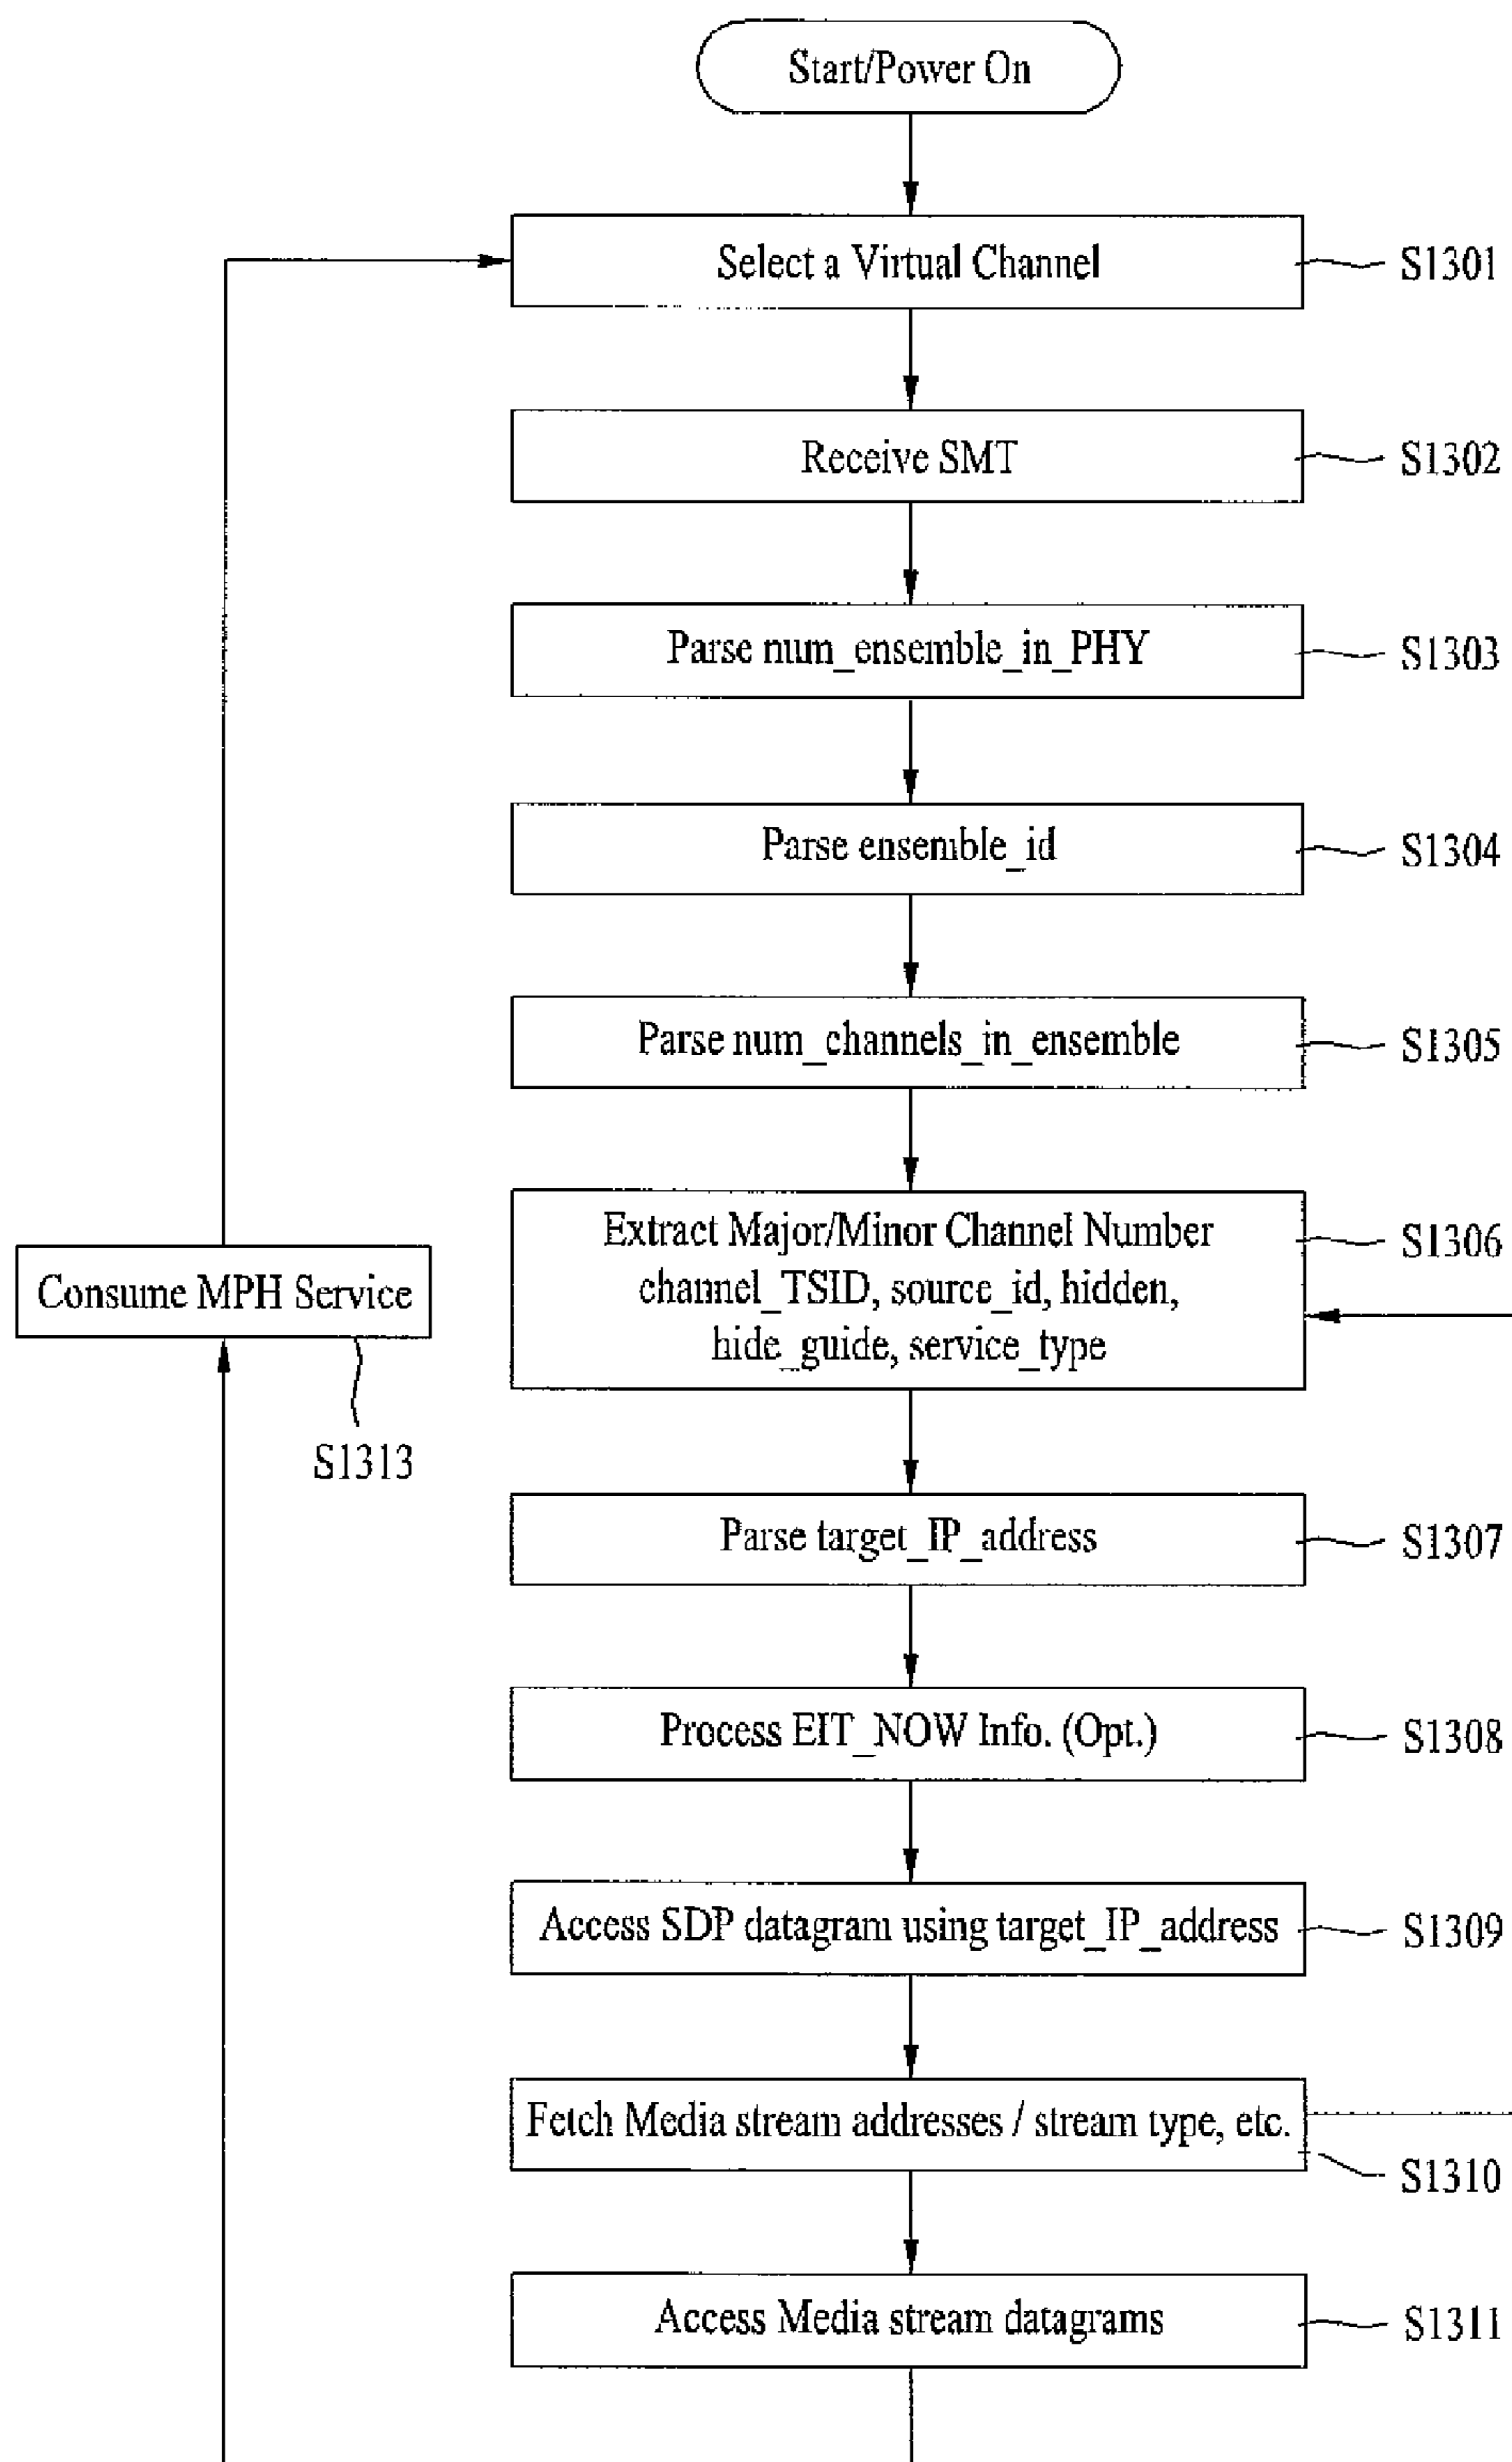 Start/Power On
Select a Virtual Channel
S1301
Receive SMT
S1302
Parse num_ensemble_in_PHY
S1303
Parse ensemble_id
S1304
Parse num_channels_in_ensemble
S1305
Extract Major/Minor Channel Number
channel_TSID, source_id, hidden,
hide_guide, service_type
S1306
Consume MPH Service
S1313
Parse target_IP_address
S1307
Process EIT_NOW Info. (Opt.)
S1308
Access SDP datagram using target_IP_address
S1309
Fetch Media stream addresses / stream type, etc.
S1310
Access Media stream datagrams
S1311